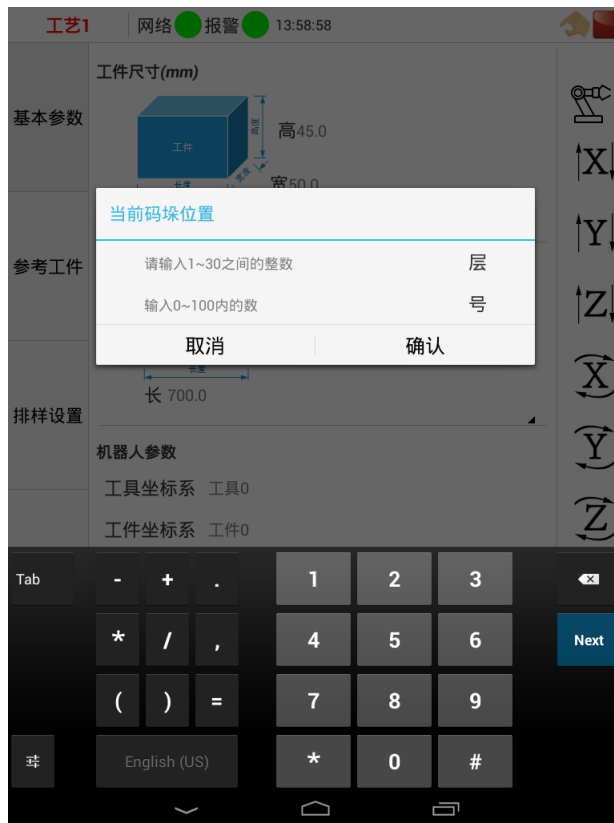 工艺1 网络 报警 13:58:58
工件尺寸(mm)
基本参数
高度
高45.0
工件
宽度
长度
宽50.0
当前码垛位置
请输入1~30之间的整数 层
输入0~100内的数 号
取消 确认
参考工件
长度
长 700.0
排样设置
机器人参数
工具坐标系 工具0
工件坐标系 工件0
X
Y
Z
X
Y
Z
Tab - + . 1 2 3
* / , 4 5 6 Next
( ) = 7 8 9
English (US) * 0 #